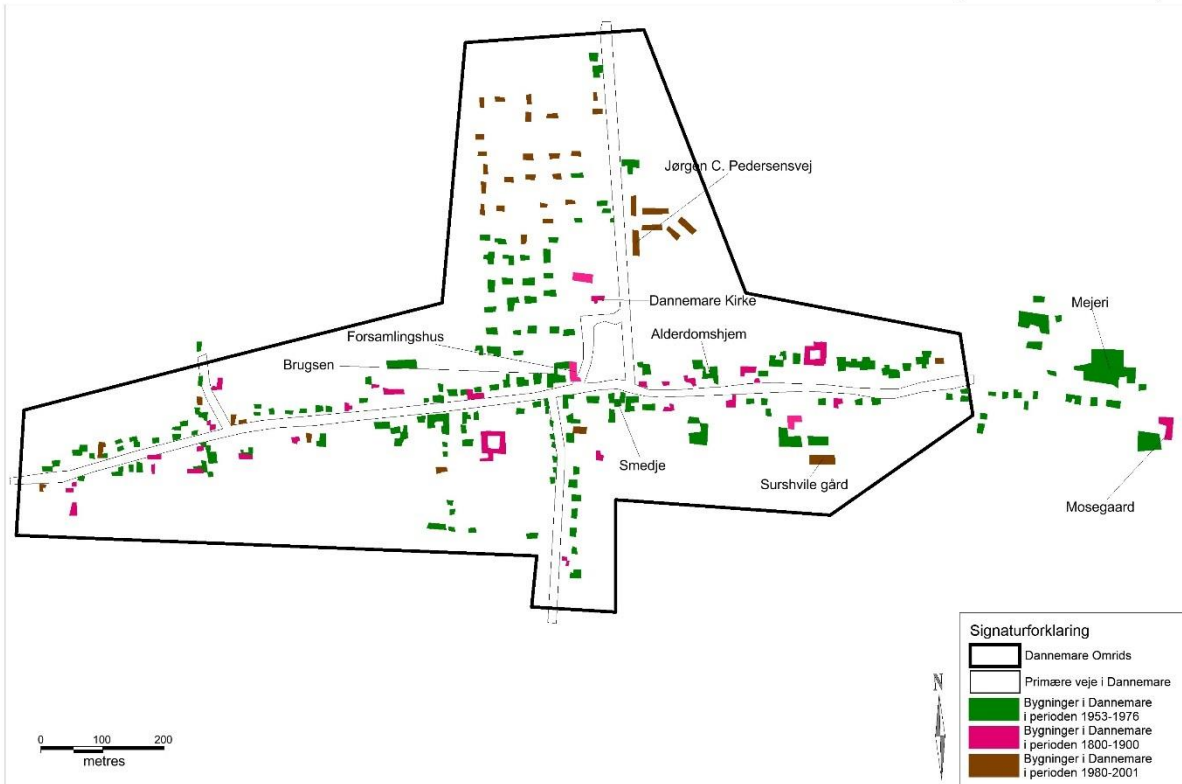 Jørgen C. Pedersensvej
Dannemare Kirke
Mejeri
Forsamlingshus
Alderdomshjem
Brugsen
Smedje
Surshvile gård
Mosegaard
Signaturforklaring
Dannemare Omrids
Primære veje i Dannemare
Bygninger i Dannemare
i perioden 1953-1976
Bygninger i Dannemare
i perioden 1800-1900
Bygninger i Dannemare
i perioden 1980-2001
N
0 100 200
metres